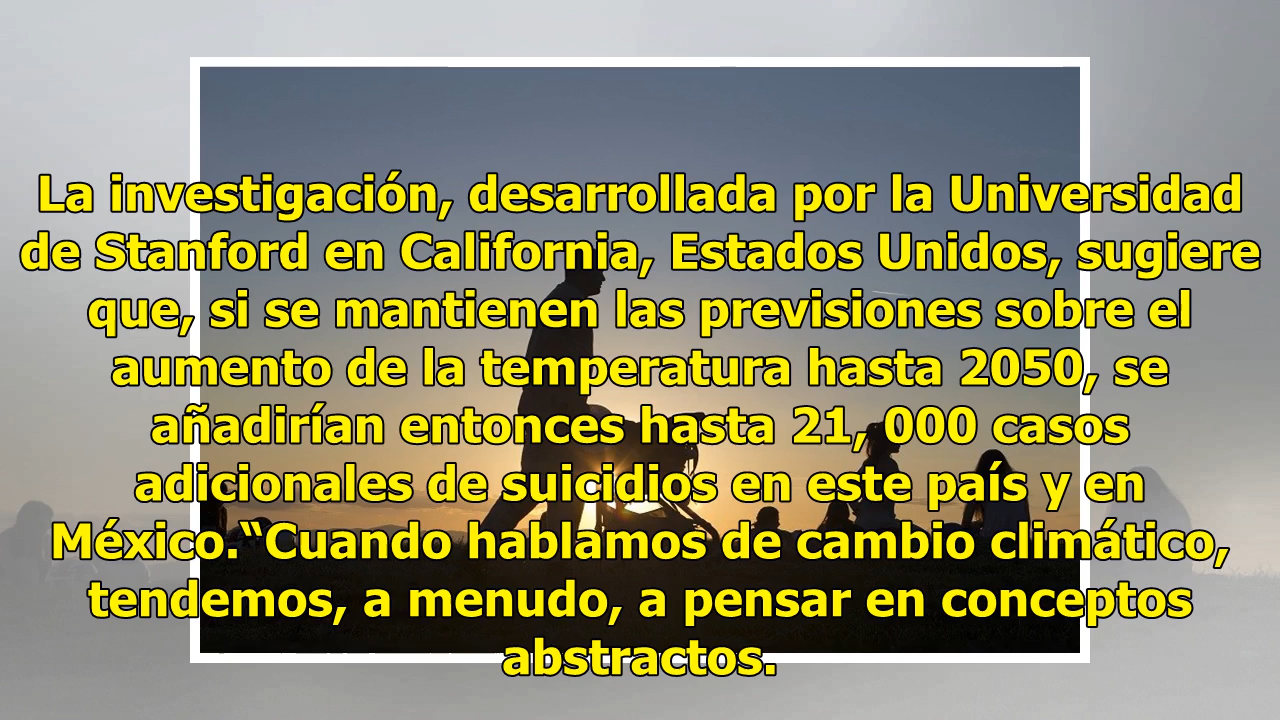 La investigación, desarrollada por la Universidad
de Stanford en California, Estados Unidos, sugiere
que, si se mantienen las previsiones sobre el
aumento de la temperatura hasta 2050, se
añadirían entonces hasta 21, 000 casos
adicionales de suicidios en este país y en
México.“Cuando hablamos de cambio climático,
tendemos, a menudo, a pensar en conceptos
abstractos.